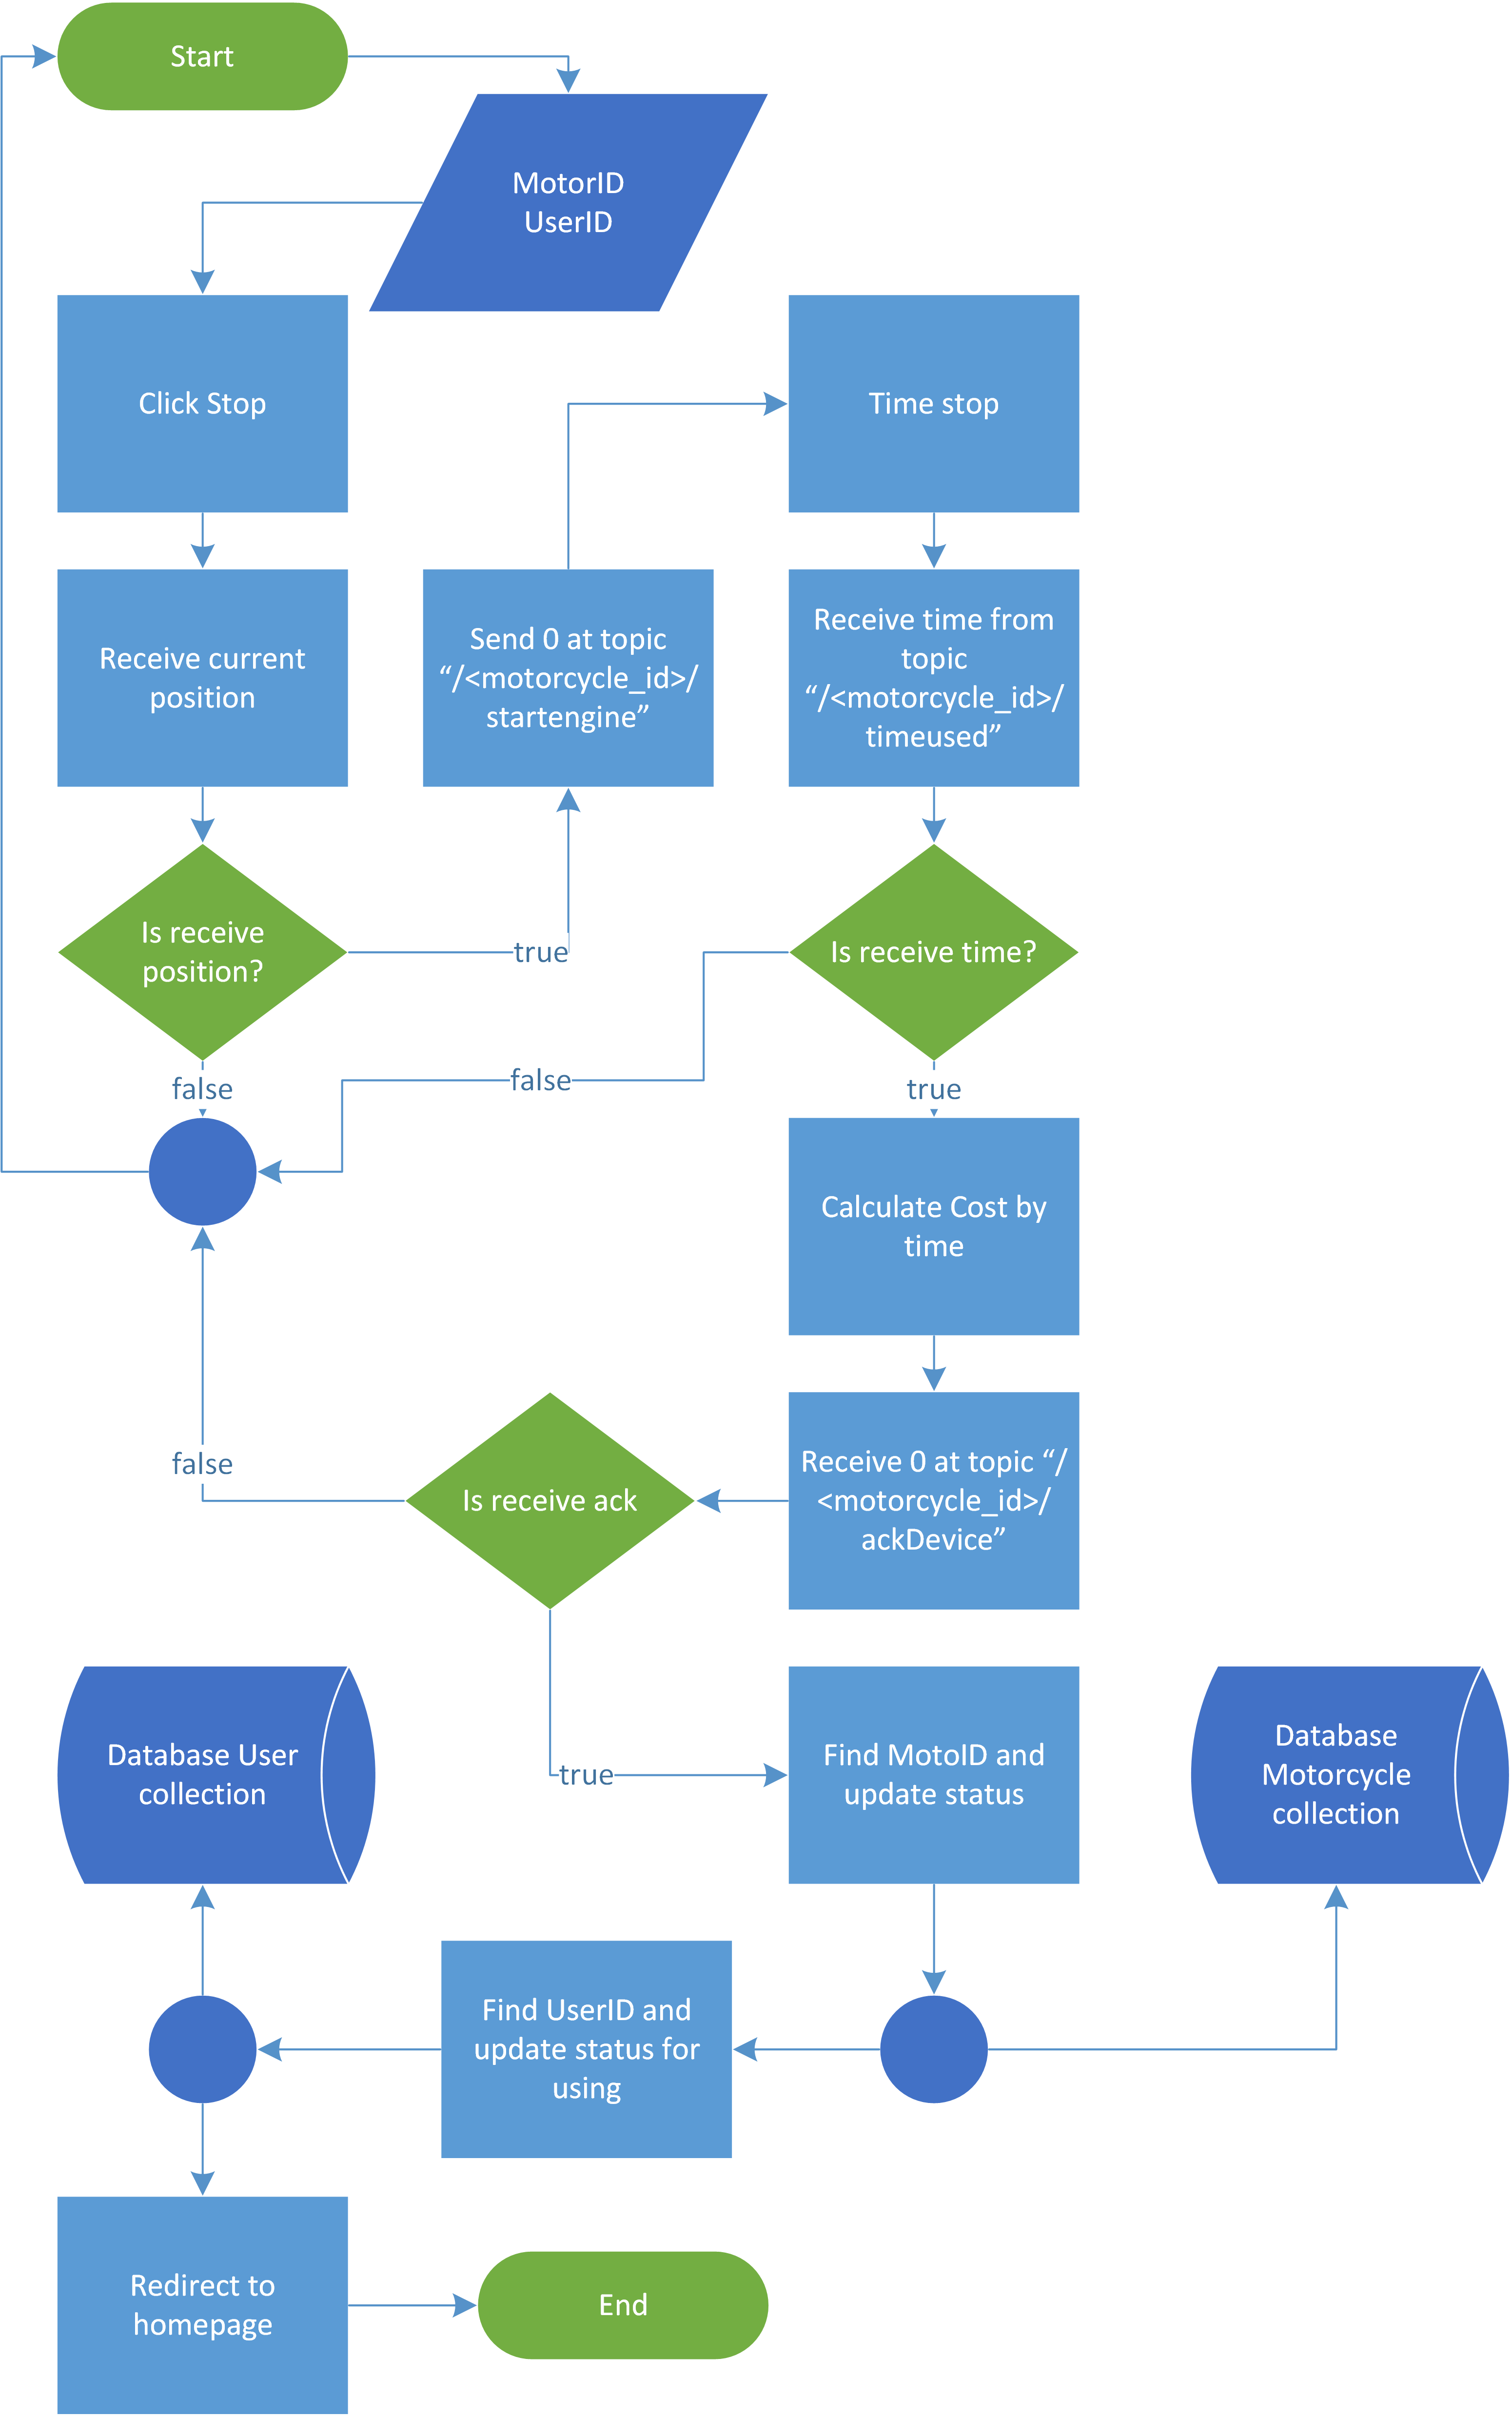 Start
MotorID
UserID
Click Stop
Time stop
Receive current
position
Send 0 at topic
“/<motorcycle_id>/
startengine”
Receive time from
topic
“/<motorcycle_id>/
timeused”
Is receive
position?
true
Is receive time?
false
false
true
Calculate Cost by
time
false
Is receive ack
Receive 0 at topic “/
<motorcycle_id>/
ackDevice”
true
Find MotoID and
update status
Database User
collection
Database
Motorcycle
collection
Find UserID and
update status for
using
Redirect to
homepage
End